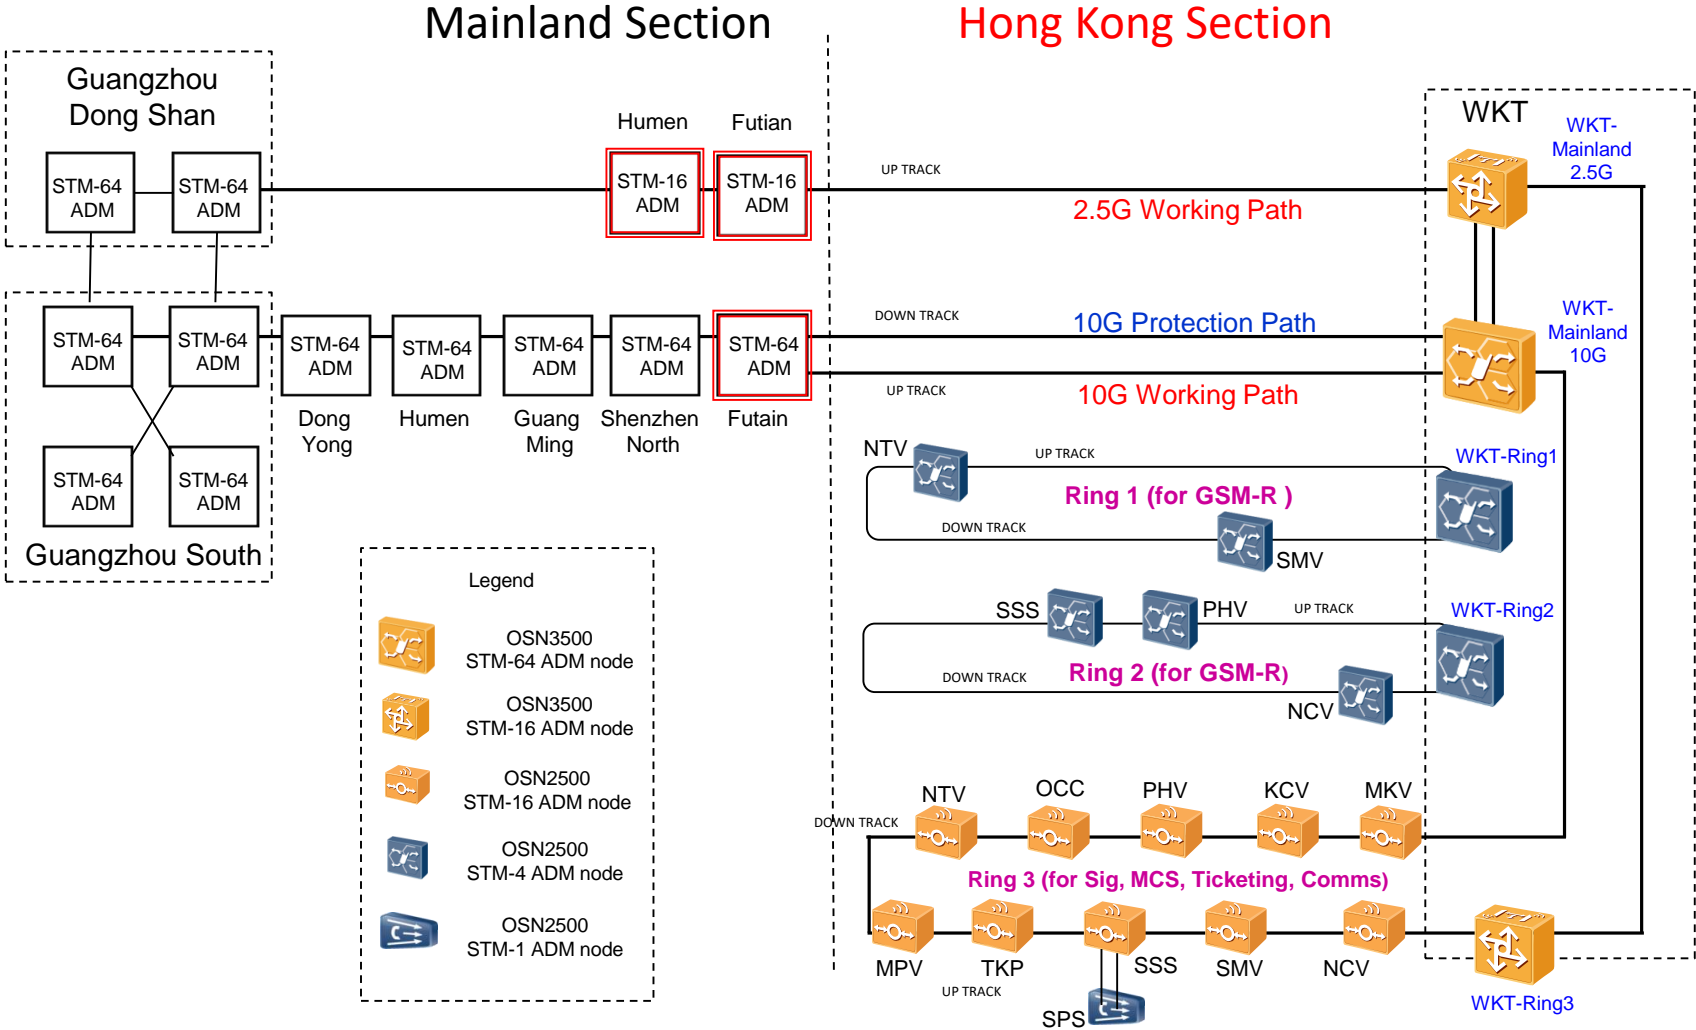 Mainland Section
Hong Kong Section
Guangzhou
Dong Shan
STM-64
ADM
STM-64
ADM
Humen
STM-16
ADM
Futian
STM-16
ADM
UP TRACK
2.5G Working Path
WKT
WKT-
Mainland
2.5G
STM-64
ADM
STM-64
ADM
STM-64
ADM
STM-64
ADM
Guangzhou South
STM-64
ADM
Dong
Yong
STM-64
ADM
Humen
STM-64
ADM
Guang
Ming
STM-64
ADM
Shenzhen
North
STM-64
ADM
Futain
DOWN TRACK
10G Protection Path
UP TRACK
10G Working Path
WKT-
Mainland
10G
NTV
UP TRACK
WKT-Ring1
Ring 1 (for GSM-R )
DOWN TRACK
SMV
SSS
PHV
UP TRACK
WKT-Ring2
DOWN TRACK
Ring 2 (for GSM-R)
NCV
NTV
OCC
PHV
KCV
MKV
DOWN TRACK
Ring 3 (for Sig, MCS, Ticketing, Comms)
MPV
TKP
SSS
SMV
NCV
UP TRACK
SPS
WKT-Ring3
Legend
OSN3500
STM-64 ADM node
OSN3500
STM-16 ADM node
OSN2500
STM-16 ADM node
OSN2500
STM-4 ADM node
OSN2500
STM-1 ADM node